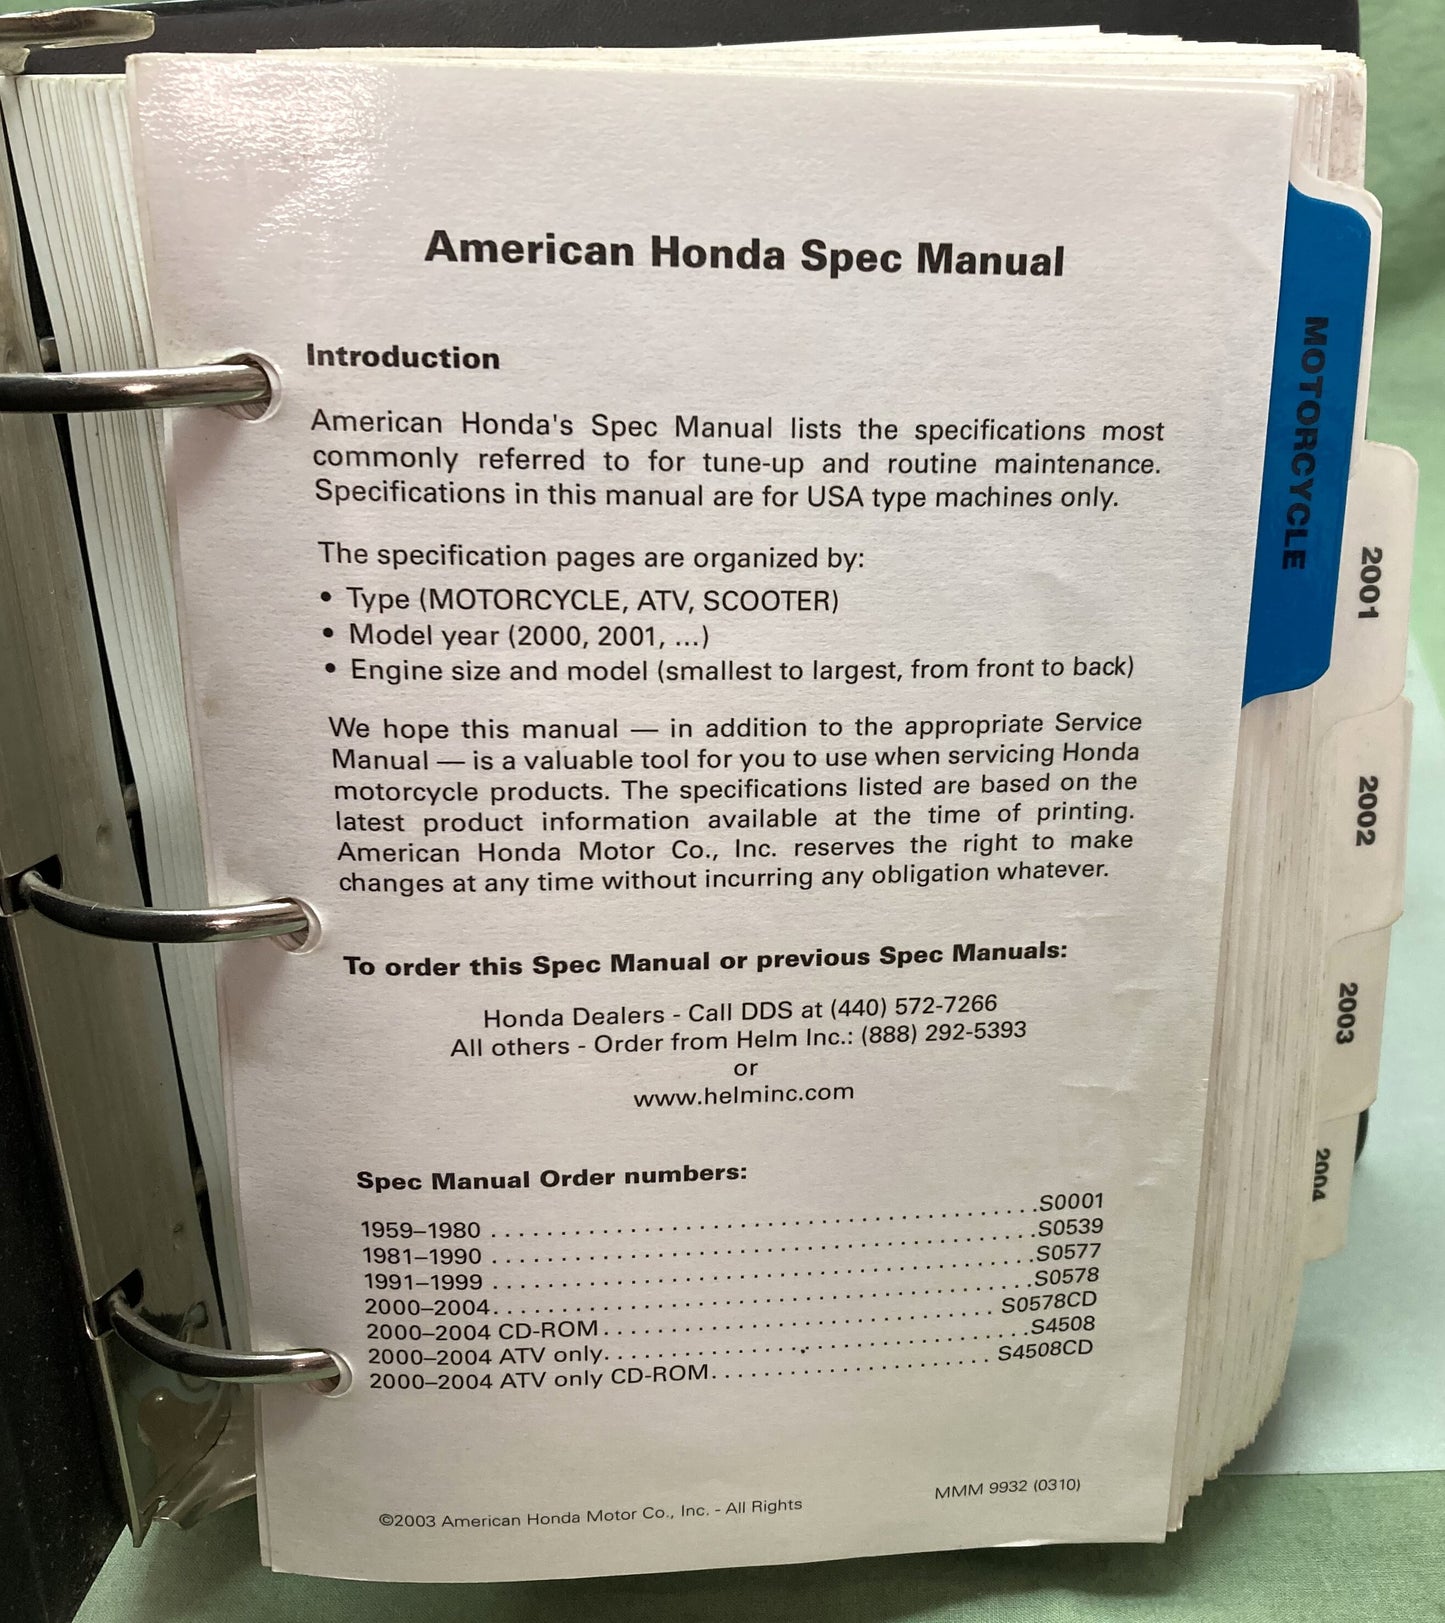 American Honda Spec Manual
Introduction
American Honda's Spec Manual lists the specifications most
commonly referred to for tune-up and routine maintenance.
Specifications in this manual are for USA type machines only.
The specification pages are organized by:
• Type (MOTORCYCLE, ATV, SCOOTER)
• Model year (2000, 2001, ...)
• Engine size and model (smallest to largest, from front to back)
We hope this manual — in addition to the appropriate Service
Manual — is a valuable tool for you to use when servicing Honda
motorcycle products. The specifications listed are based on the
latest product information available at the time of printing.
American Honda Motor Co., Inc. reserves the right to make
changes at any time without incurring any obligation whatever.
To order this Spec Manual or previous Spec Manuals:
Honda Dealers - Call DDS at (440) 572-7266
All others - Order from Helm Inc.: (888) 292-5393
or
www.helminc.com
Spec Manual Order numbers:
1959–1980 ........................................ S0001
1981–1990 ........................................ S0539
1991–1999 ........................................ S0577
2000–2004 ........................................ S0578
2000–2004 CD-ROM ............................ S0578CD
2000–2004 ATV only ............................ S4508
2000–2004 ATV only CD-ROM ..................... S4508CD
©2003 American Honda Motor Co., Inc. - All Rights
MMM 9932 (0310)
MOTORCYCLE
2001
2002
2003
2004